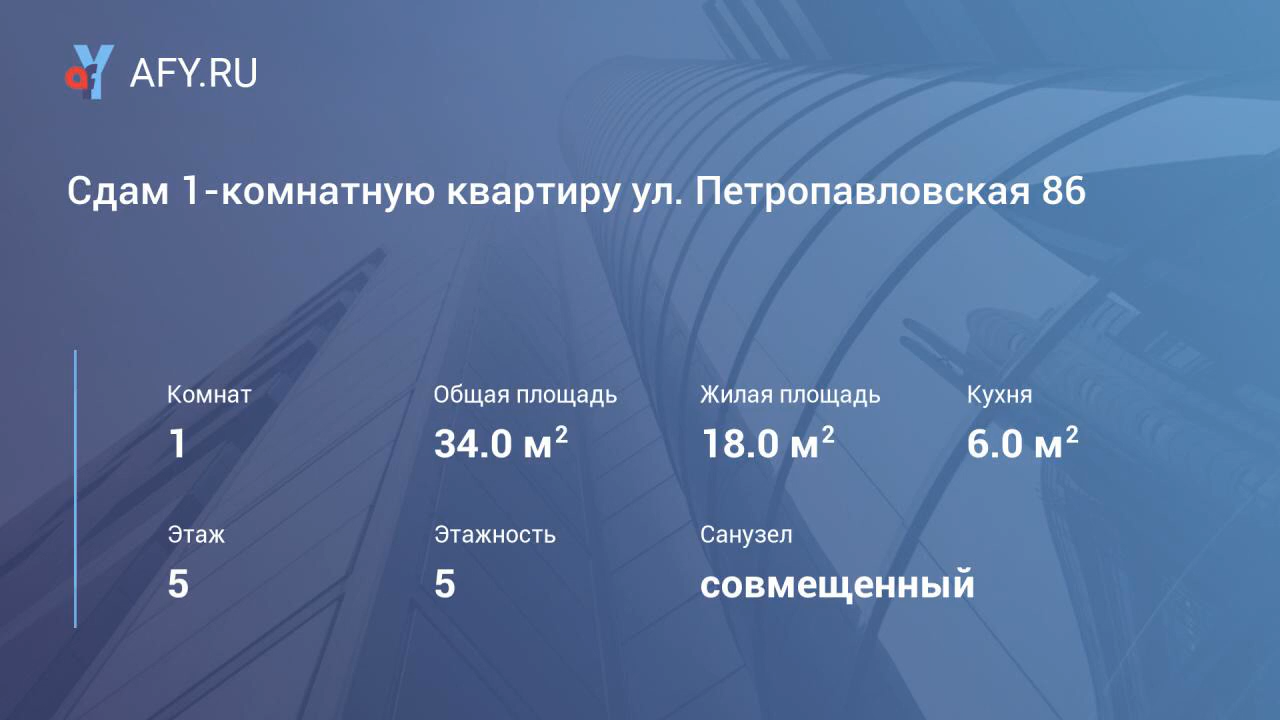 AFY.RU
Сдам 1-комнатную квартиру ул. Петропавловская 86
Комнат Общая площадь Жилая площадь Кухня
1 34.0 м² 18.0 м² 6.0 м²
Этаж Этажность Санузел
5 5 совмещенный